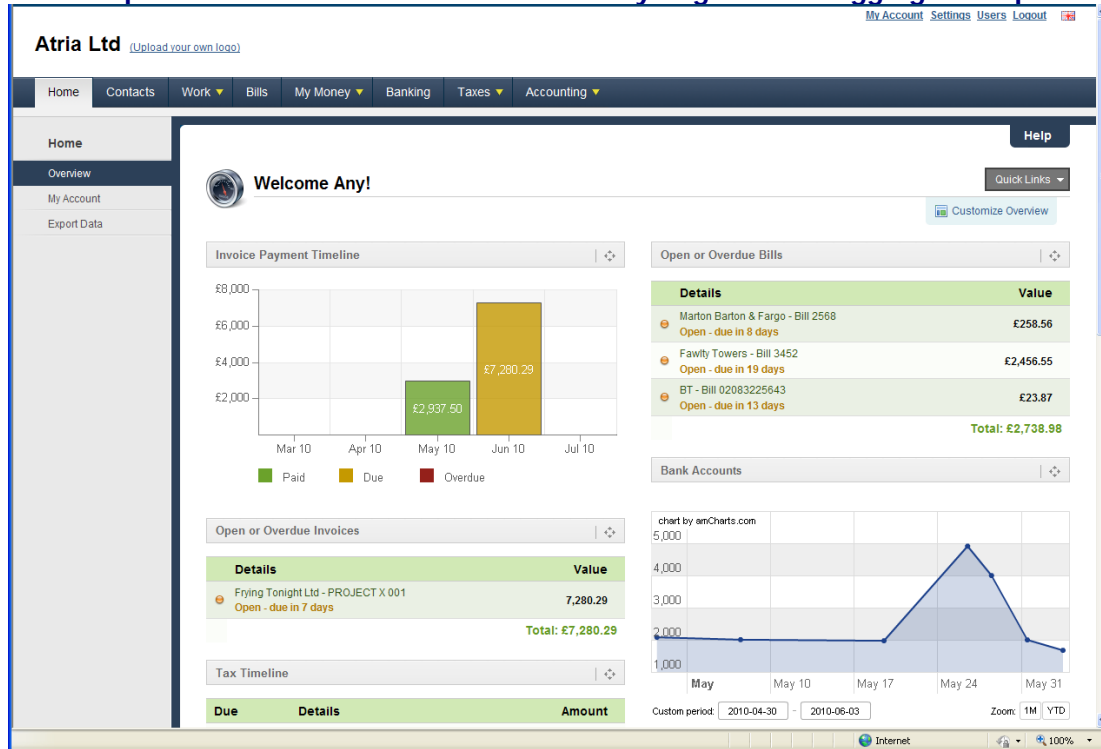 My Account Settings Users Logout
Atria Ltd (Upload your own logo)
Home Contacts Work Bills My Money Banking Taxes Accounting
Help
Home
Overview
My Account
Export Data
Welcome Any!
Quick Links
Customize Overview
Invoice Payment Timeline
£8,000
£6,000
£4,000
£2,000
£7,280.29
£2,937.50
Mar 10 Apr 10 May 10 Jun 10 Jul 10
Paid Due Overdue
Open or Overdue Invoices
Details Value
Frying Tonight Ltd - PROJECT X 001
Open - due in 7 days
7,280.29
Total: £7,280.29
Tax Timeline
Due Details Amount
Open or Overdue Bills
Details Value
Marton Barton & Fargo - Bill 2568
Open - due in 8 days
£258.56
Fawlty Towers - Bill 3452
Open - due in 19 days
£2,456.55
BT - Bill 02083225643
Open - due in 13 days
£23.87
Total: £2,738.98
Bank Accounts
chart by amCharts.com
5,000
4,000
3,000
2,000
1,000
May May 10 May 17 May 24 May 31
Custom period: 2010-04-30 - 2010-06-03 Zoom: 1M YTD
Internet 100%